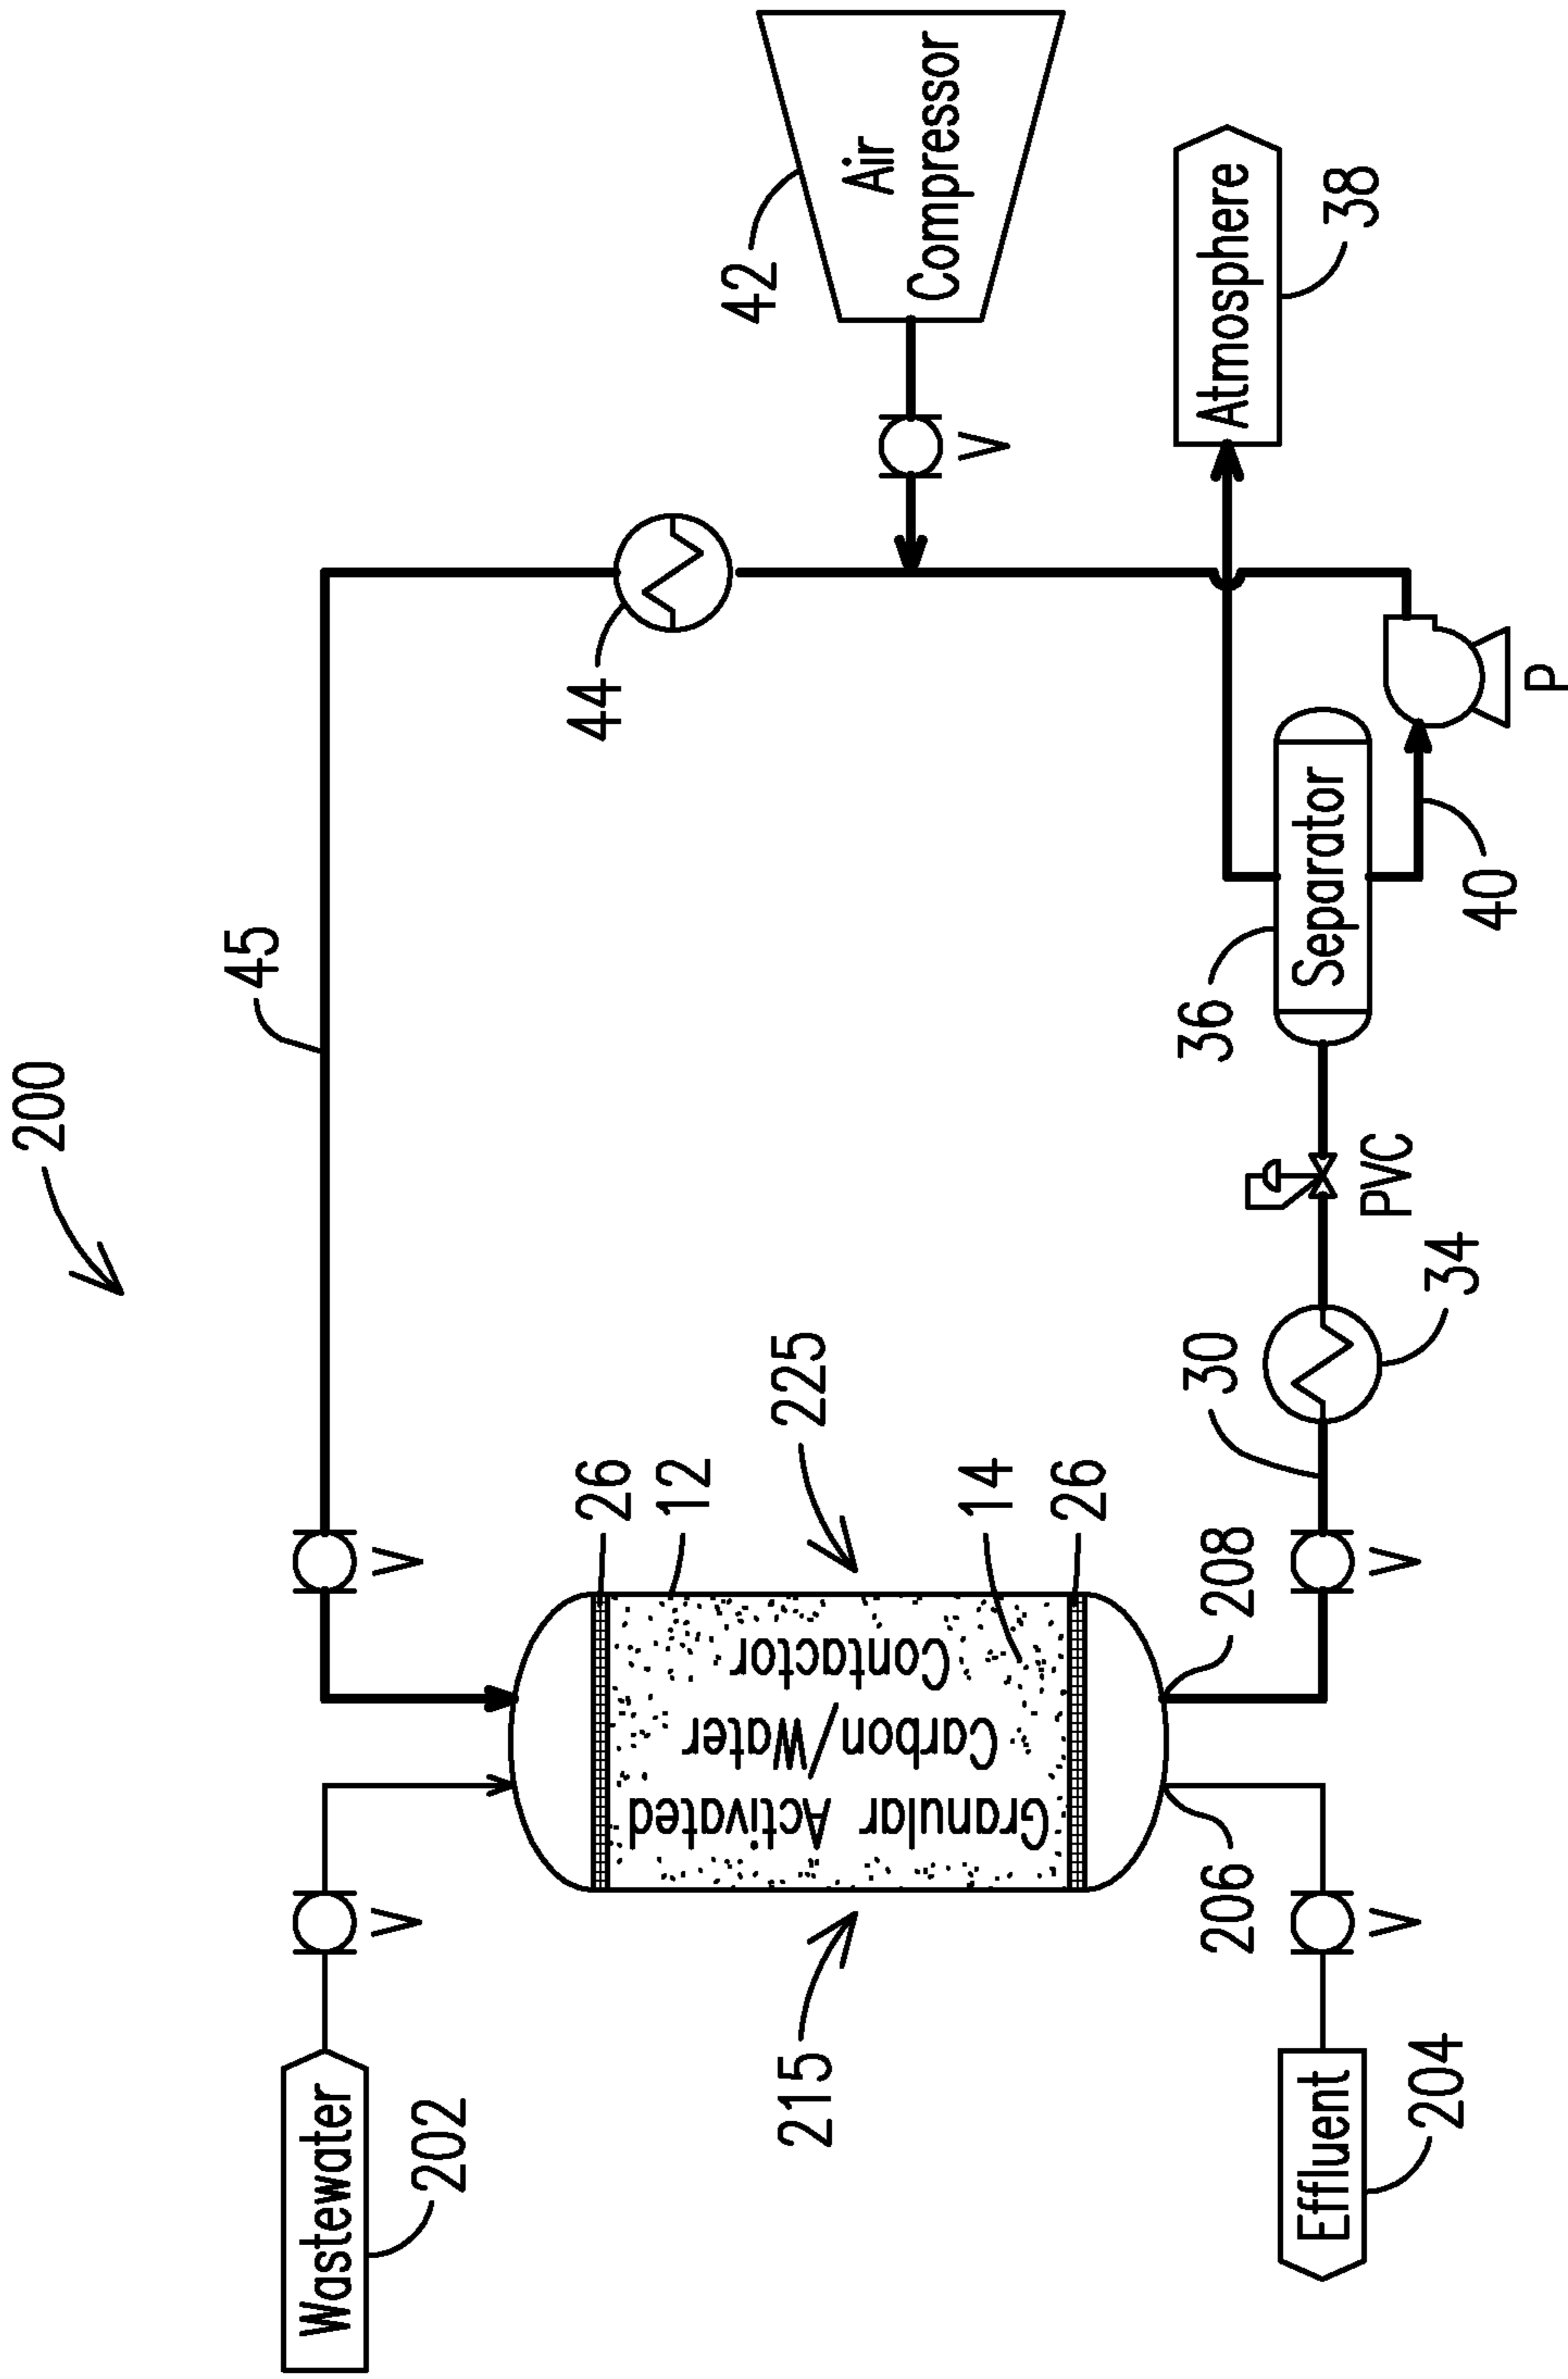 200
45
44
42
Air
Compressor
V
Wastewater
202
V
V
26
12
225
14
26
215
Granular Activated
Carbon/Water
Contactor
206
208
V
V
Effluent
204
30
34
PVC
36
Separator
40
P
Atmosphere
38